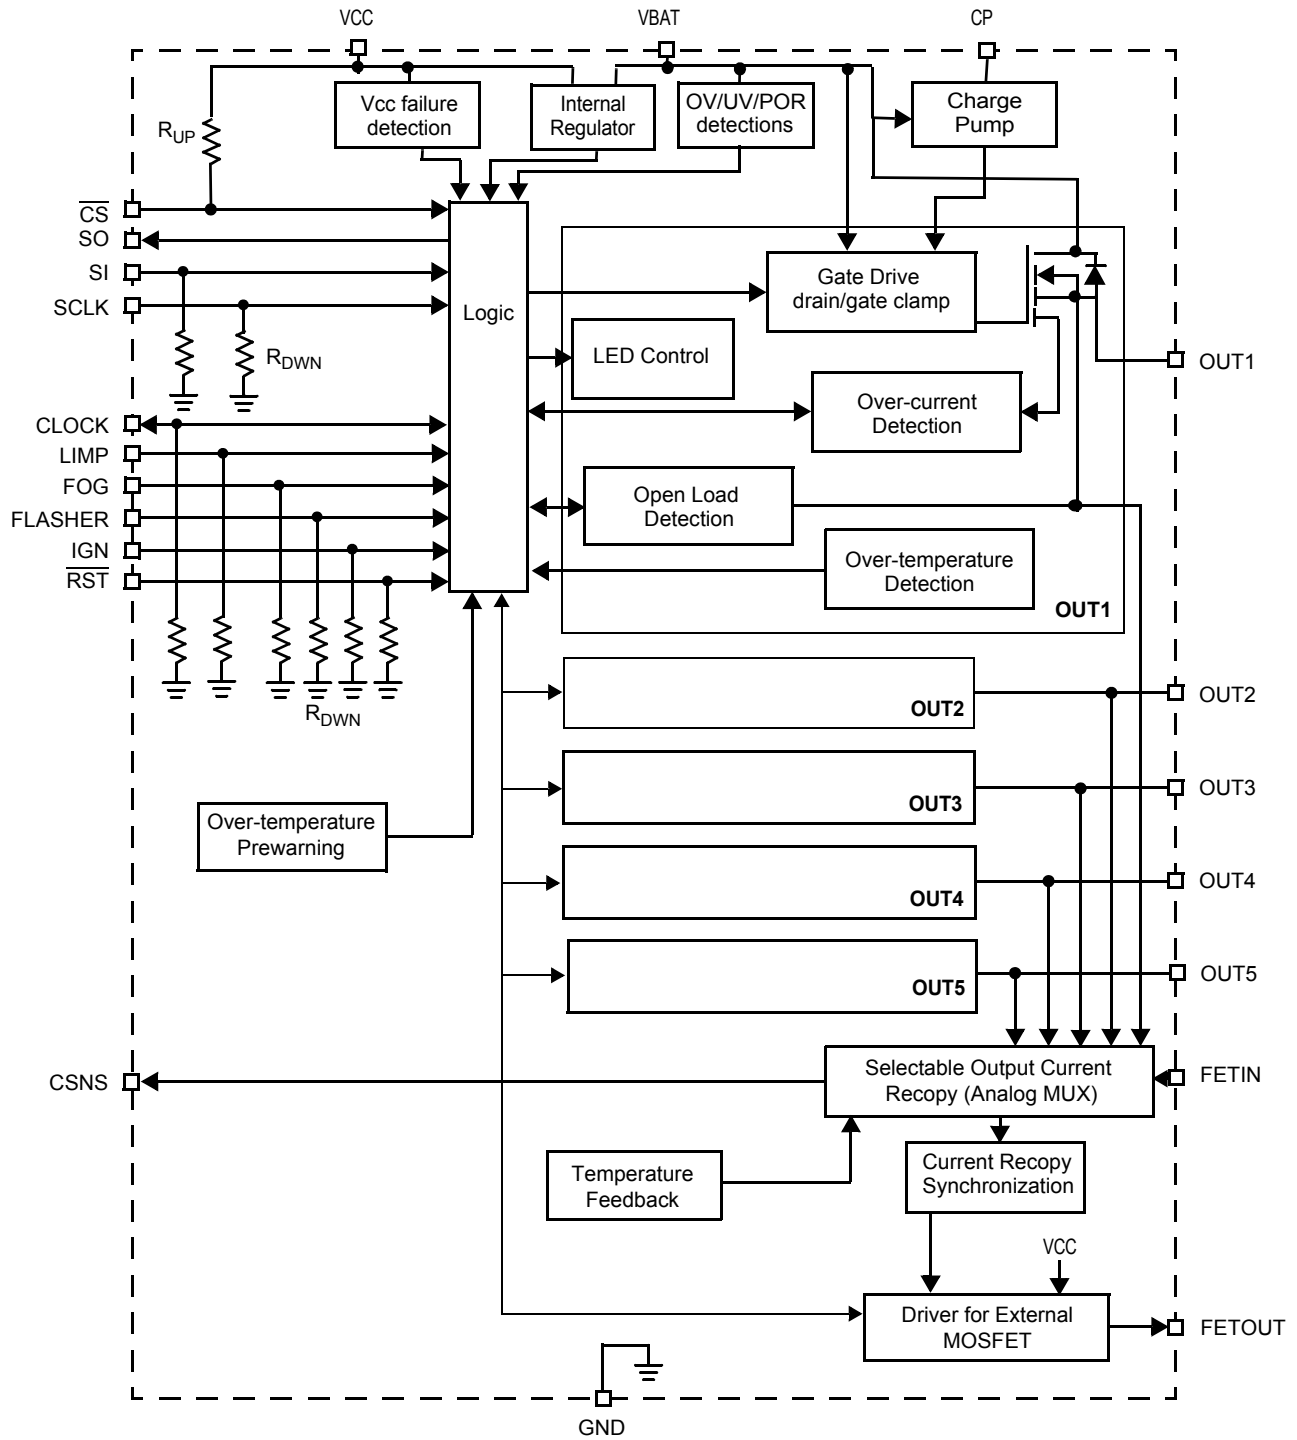 VCC
VBAT
CP
Vcc failure
detection
Internal
Regulator
OV/UV/POR
detections
Charge
Pump
RUP
CS
SO
SI
SCLK
RDWN
Logic
Gate Drive
drain/gate clamp
LED Control
OUT1
Over-current
Detection
CLOCK
LIMP
FOG
FLASHER
IGN
RST
Open Load
Detection
Over-temperature
Detection
OUT1
RDWN
OUT2
OUT2
OUT3
OUT3
Over-temperature
Prewarning
OUT4
OUT4
OUT5
OUT5
CSNS
Selectable Output Current
Recopy (Analog MUX)
FETIN
Temperature
Feedback
Current Recopy
Synchronization
VCC
Driver for External
MOSFET
FETOUT
GND